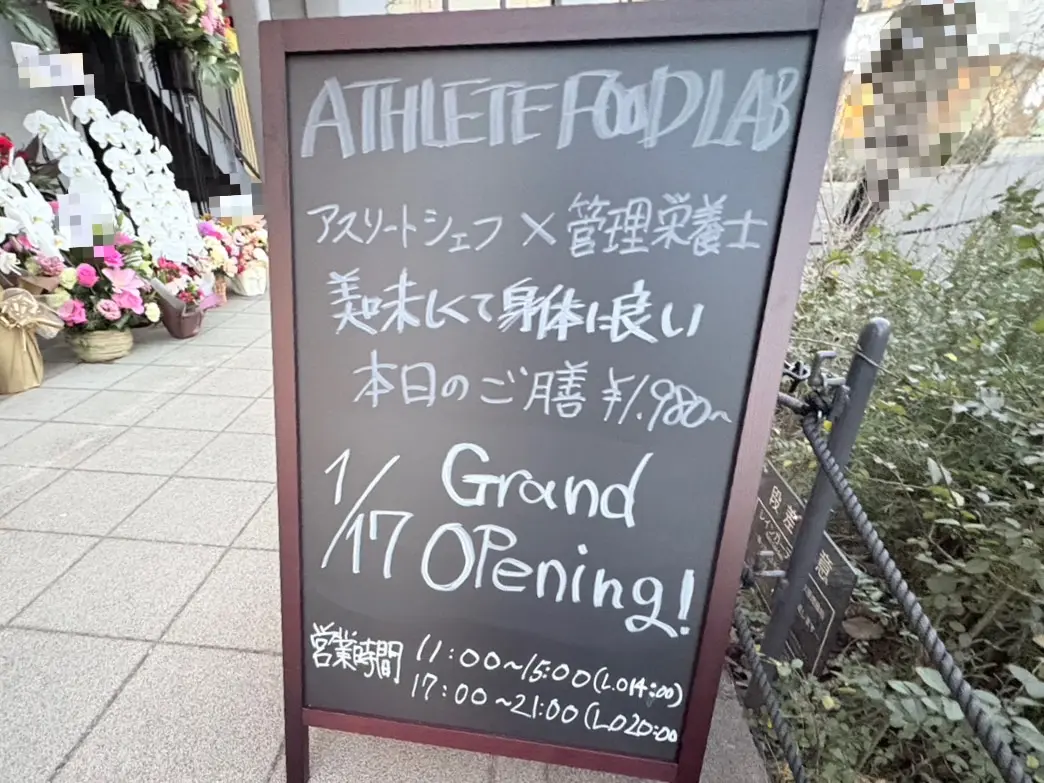 ATHLETE FOOD LAB
アスリートシェフ × 管理栄養士
美味しくて身体に良い
本日のご膳 ¥1,980~
1/17 Grand
OPening!
営業時間 11:00~15:00(L.O14:00)
17:00~21:00(L.O20:00